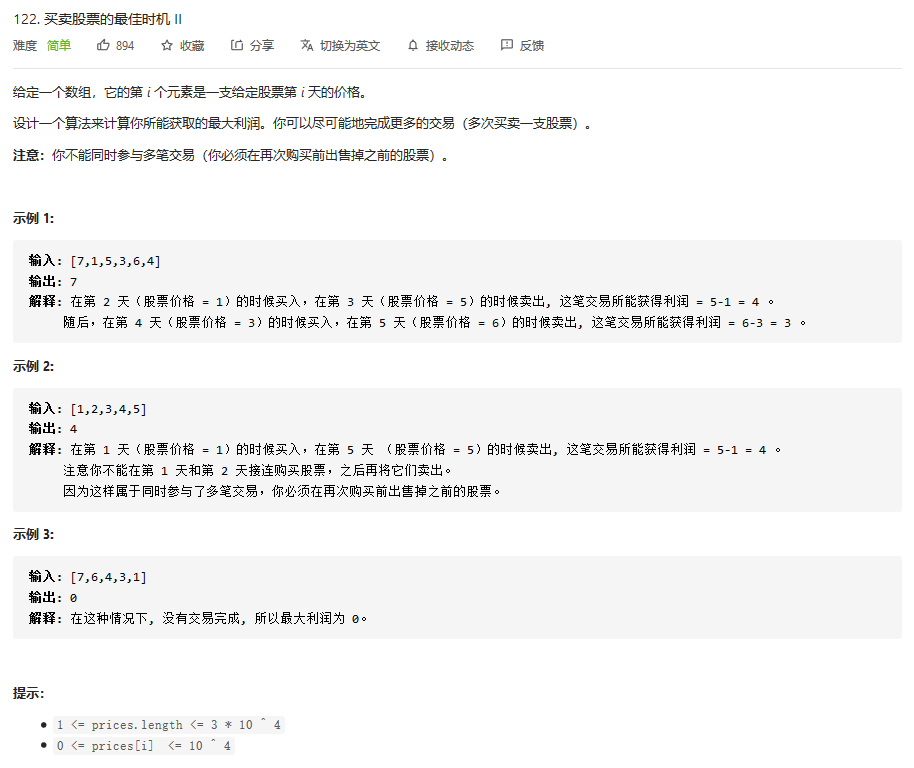 122. 买卖股票的最佳时机 II
难度 简单 894 收藏 分享 切换为英文 接收动态 反馈
给定一个数组，它的第 i 个元素是一支给定股票第 i 天的价格。
设计一个算法来计算你所能获取的最大利润。你可以尽可能地完成更多的交易（多次买卖一支股票）。
注意：你不能同时参与多笔交易（你必须在再次购买前出售掉之前的股票）。
示例 1:
输入: [7,1,5,3,6,4]
输出: 7
解释: 在第 2 天（股票价格 = 1）的时候买入，在第 3 天（股票价格 = 5）的时候卖出, 这笔交易所能获得利润 = 5-1 = 4 。
随后，在第 4 天（股票价格 = 3）的时候买入，在第 5 天（股票价格 = 6）的时候卖出, 这笔交易所能获得利润 = 6-3 = 3 。
示例 2:
输入: [1,2,3,4,5]
输出: 4
解释: 在第 1 天（股票价格 = 1）的时候买入，在第 5 天 （股票价格 = 5）的时候卖出, 这笔交易所能获得利润 = 5-1 = 4 。
注意你不能在第 1 天和第 2 天接连购买股票，之后再将它们卖出。
因为这样属于同时参与了多笔交易，你必须在再次购买前出售掉之前的股票。
示例 3:
输入: [7,6,4,3,1]
输出: 0
解释: 在这种情况下, 没有交易完成, 所以最大利润为 0。
提示：
1 <= prices.length <= 3 * 10 ^ 4
0 <= prices[i] <= 10 ^ 4